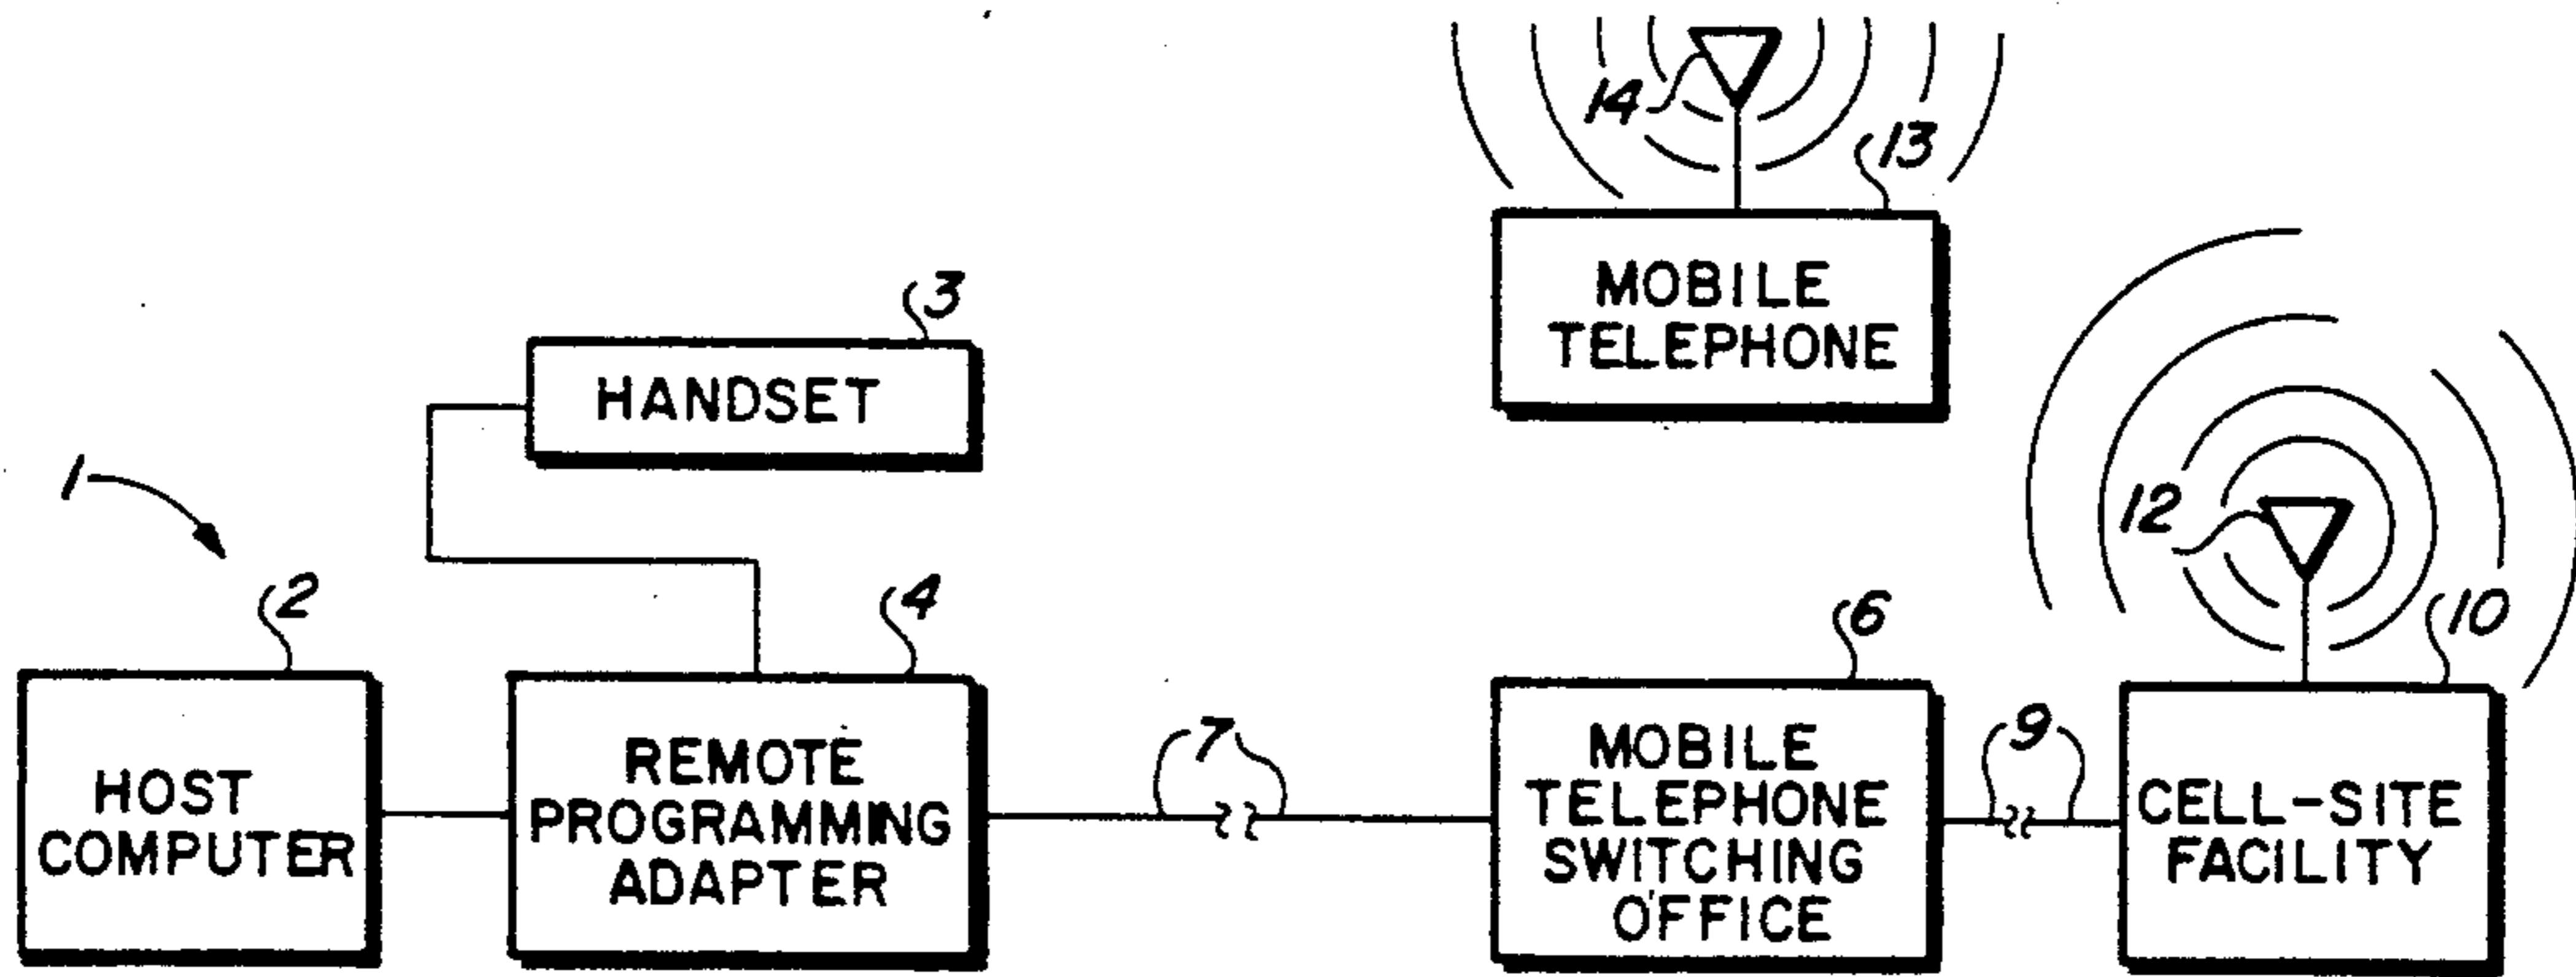 14
13
MOBILE
TELEPHONE
3
HANDSET
1
12
2
4
6
10
HOST
COMPUTER
REMOTE
PROGRAMMING
ADAPTER
7
MOBILE
TELEPHONE
SWITCHING
OFFICE
9
CELL-SITE
FACILITY